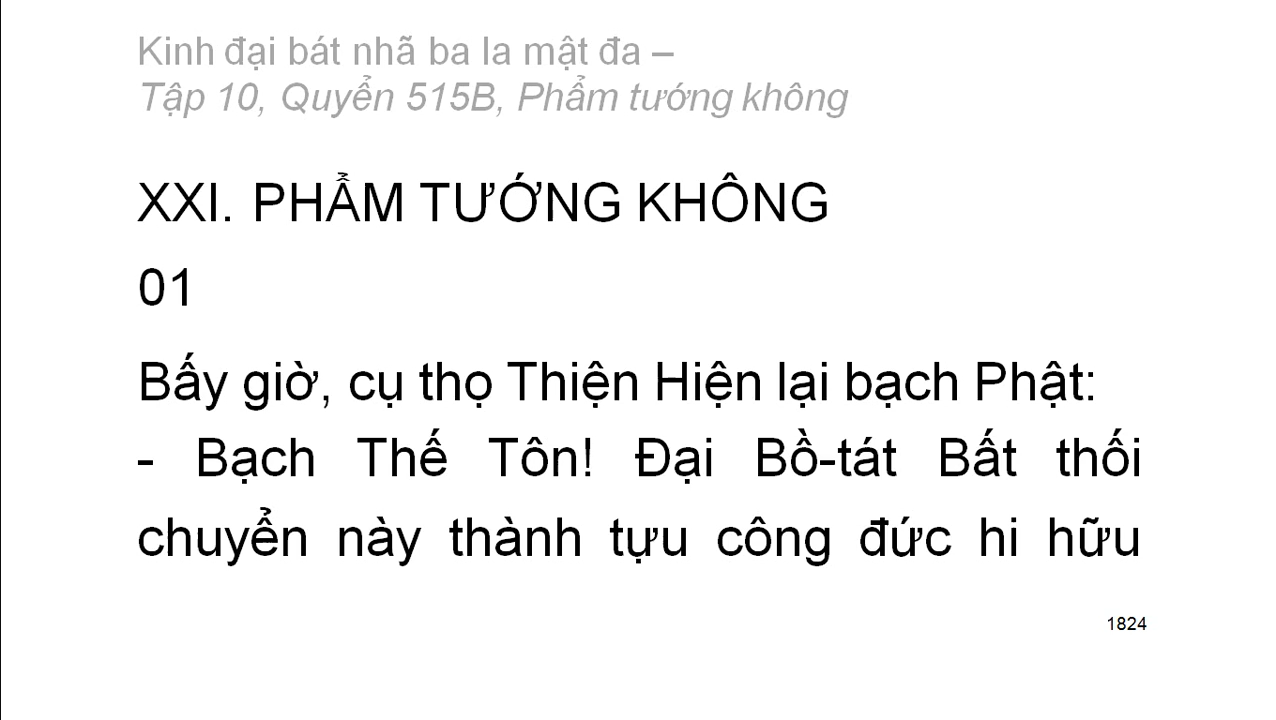 Kinh đại bát nhã ba la mật đa –
Tập 10, Quyển 515B, Phẩm tướng không
XXI. PHẨM TƯỚNG KHÔNG
01
Bấy giờ, cụ thọ Thiện Hiện lại bạch Phật:
- Bạch Thế Tôn! Đại Bồ-tát Bất thối
chuyển này thành tựu công đức hi hữu
1824